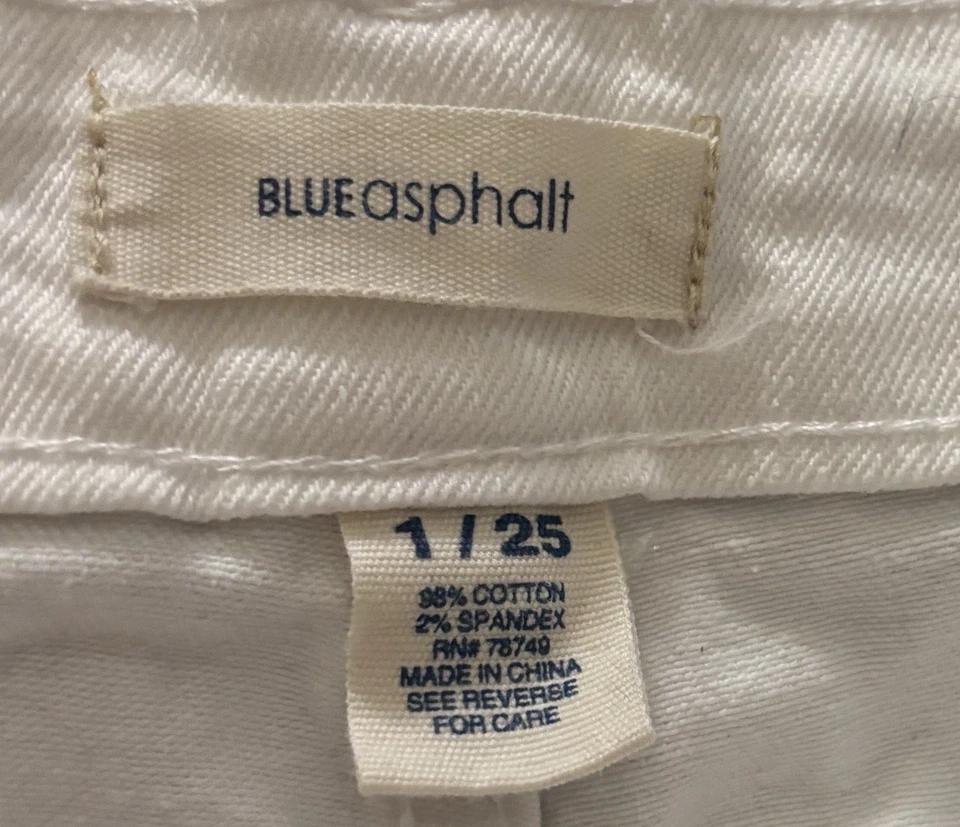 BLUEasphalt
1 / 25
98% COTTON
2% SPANDEX
RN# 78749
MADE IN CHINA
SEE REVERSE
FOR CARE